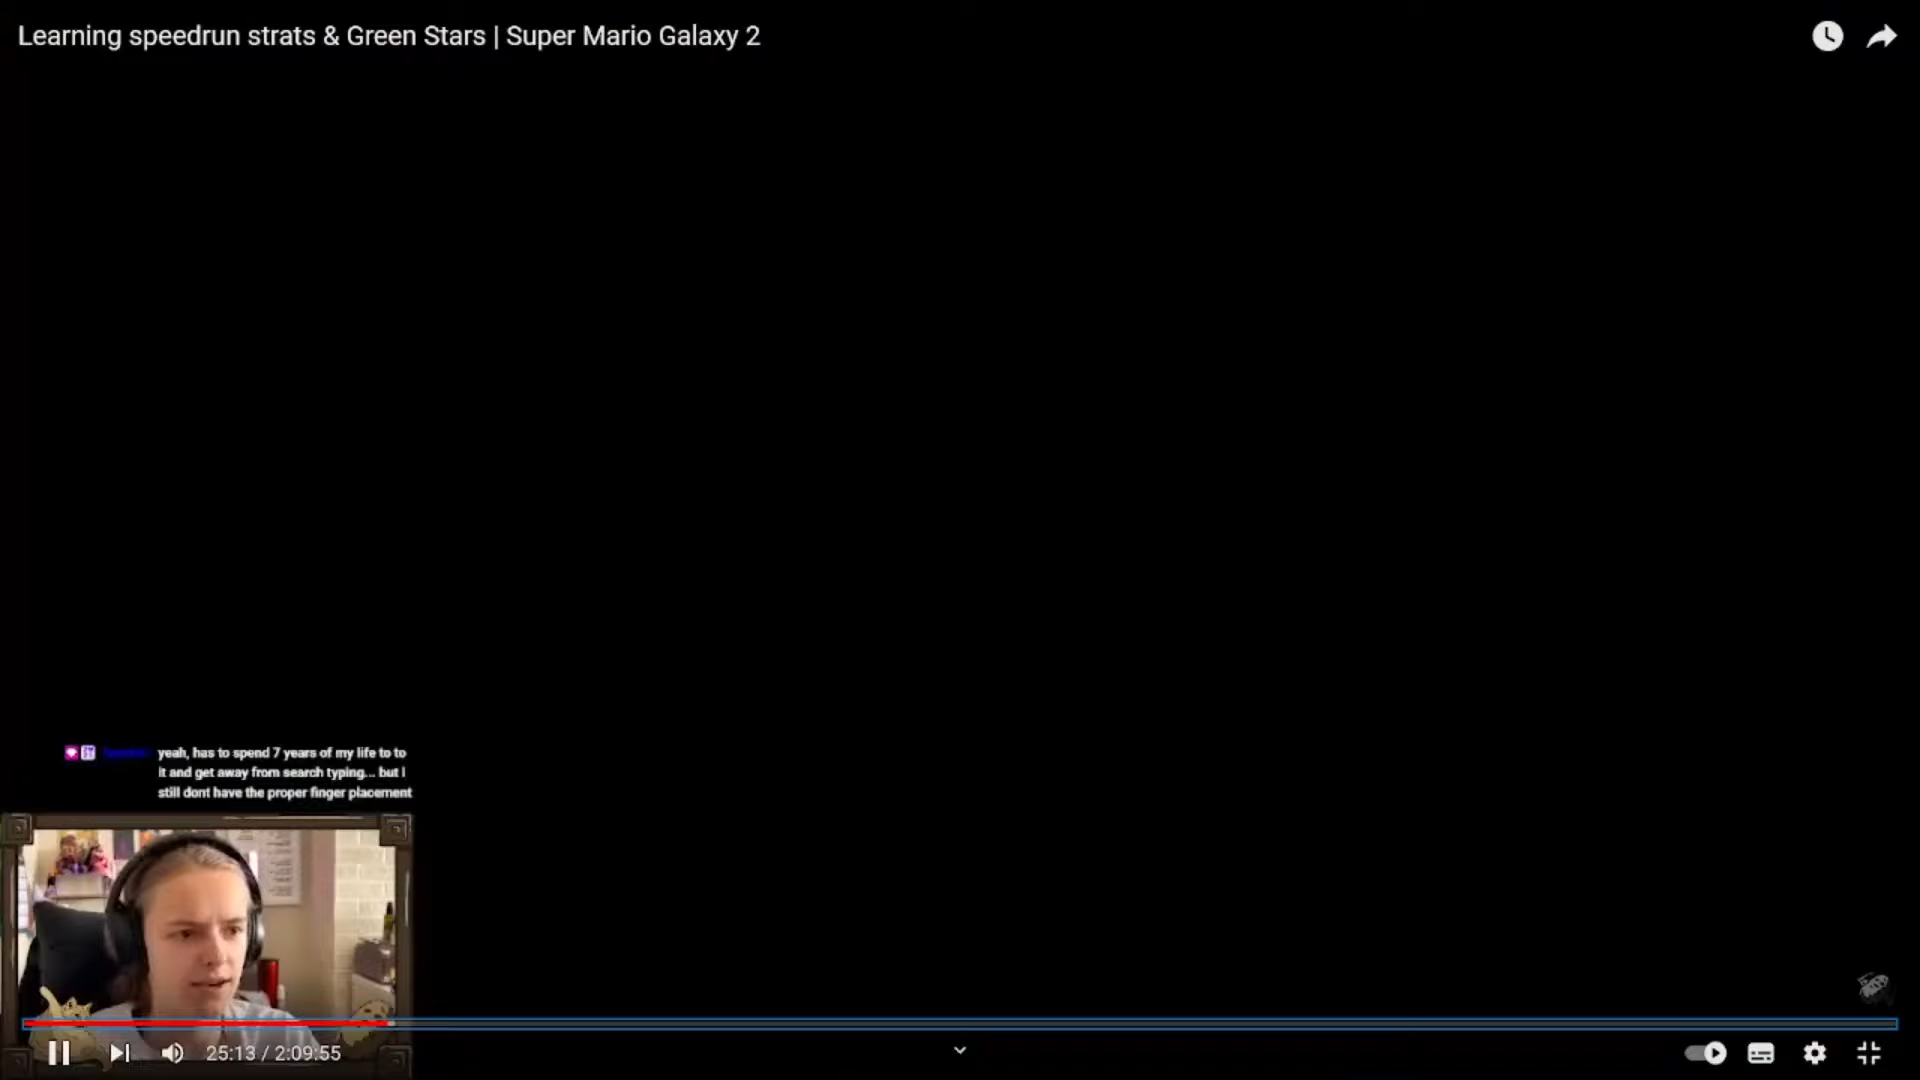 Learning speedrun strats & Green Stars | Super Mario Galaxy 2
yeah, has to spend 7 years of my life to to
it and get away from search typing... but I
still dont have the proper finger placement
25:13 / 2:09:55